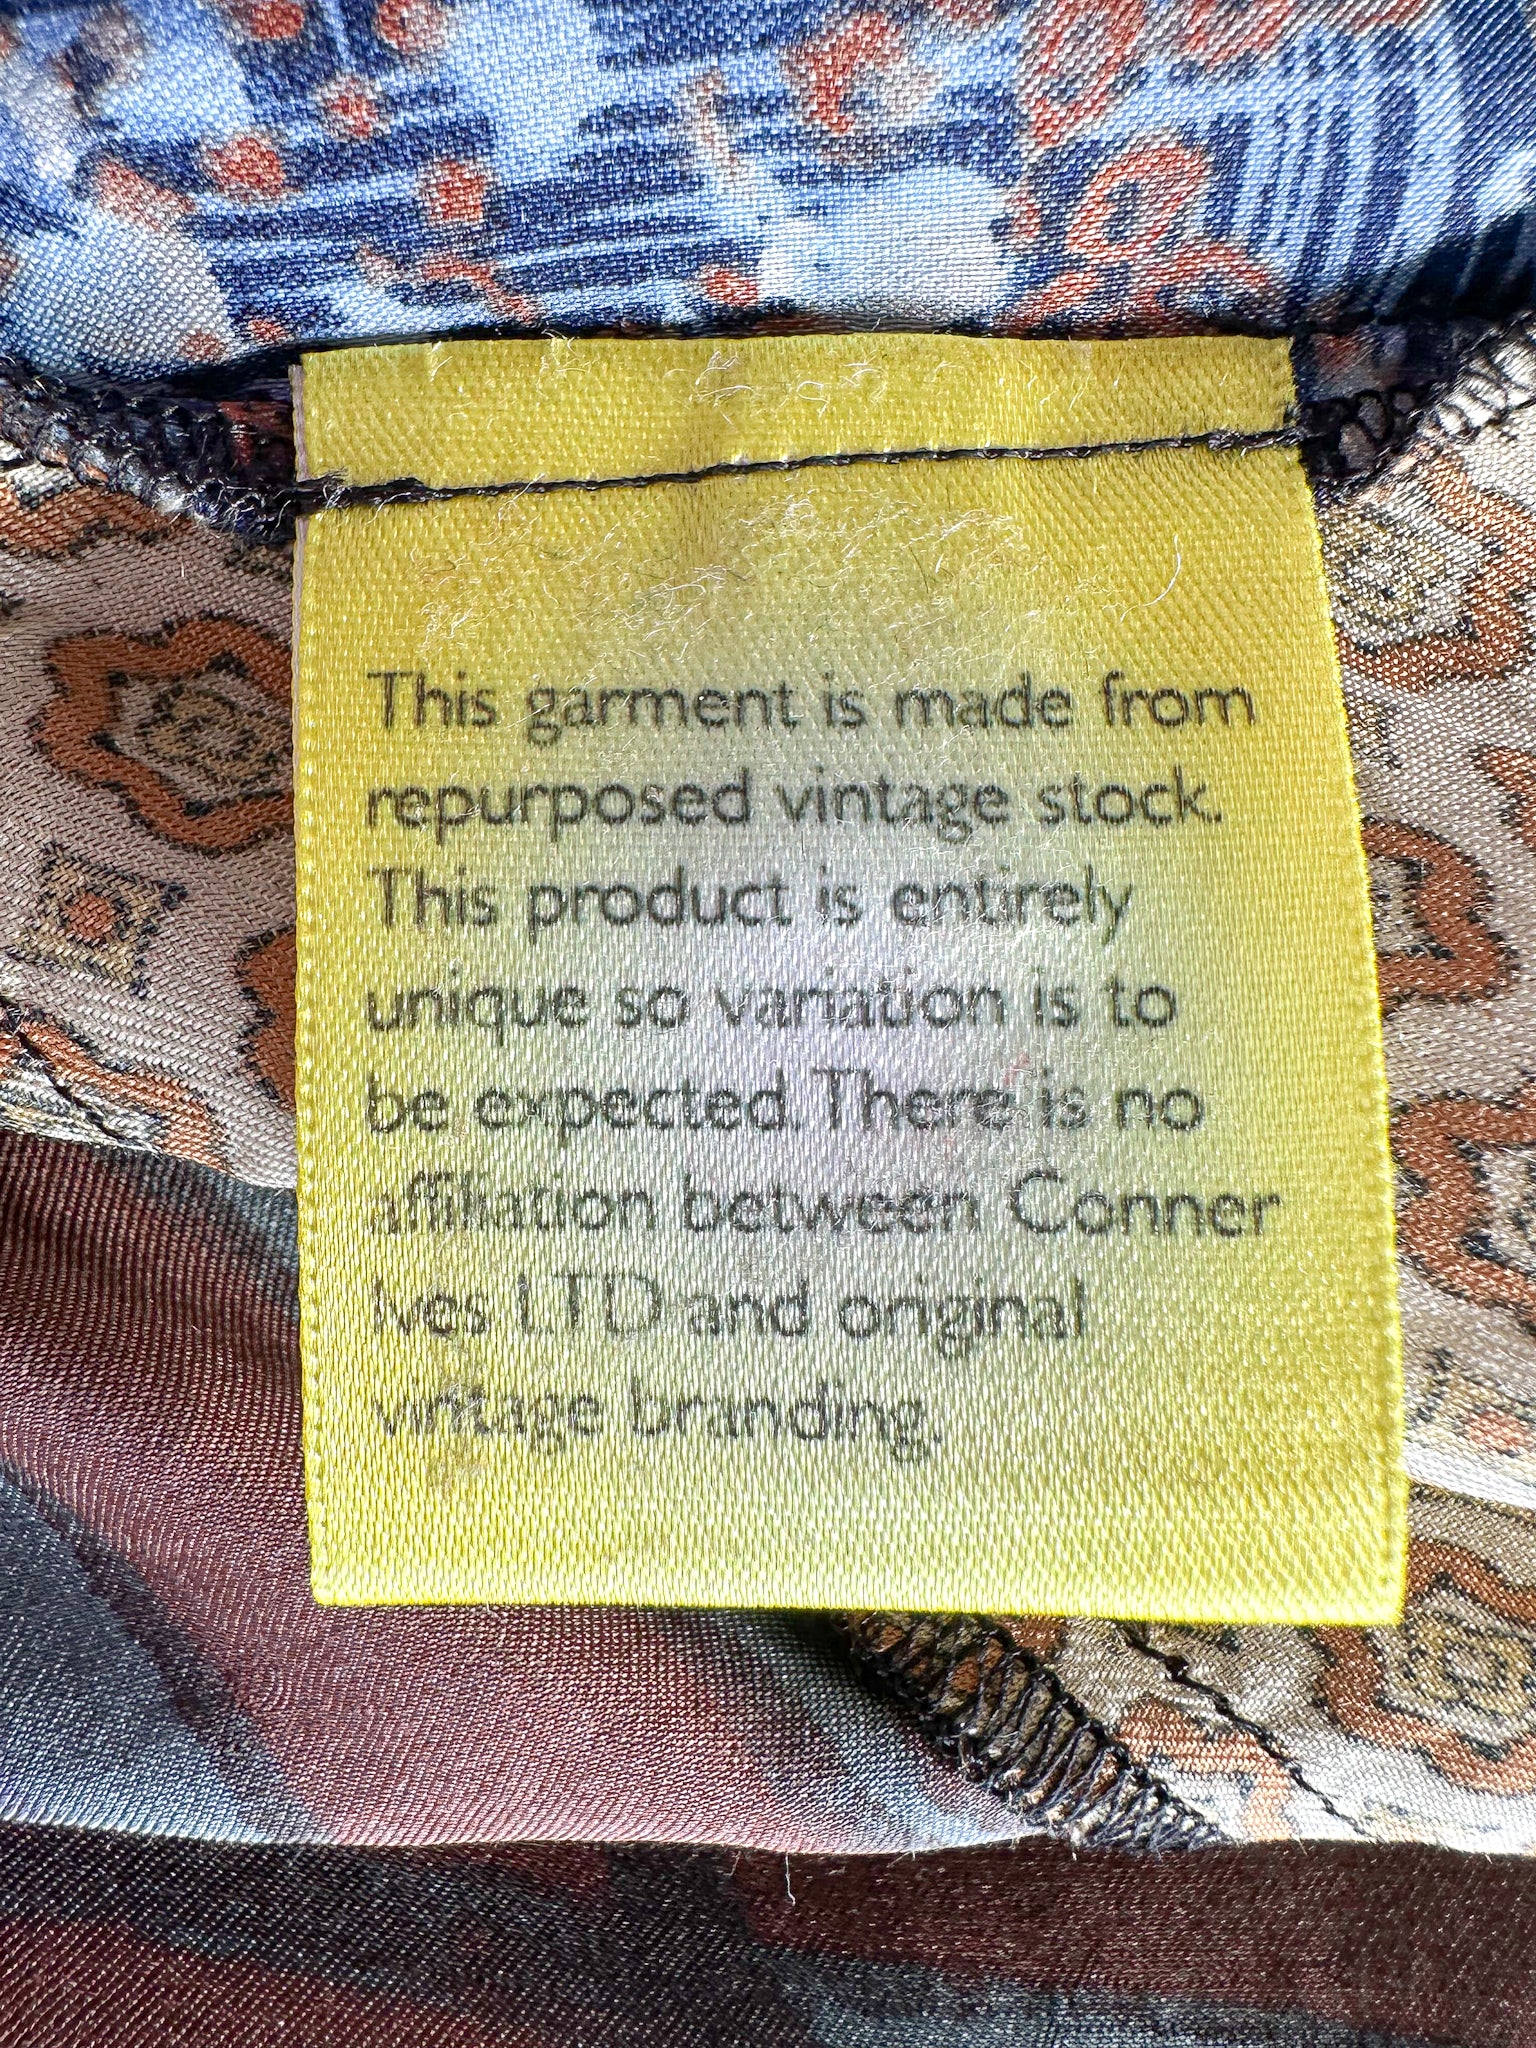 This garment is made from
repurposed vintage stock.
This product is entirely
unique so variation is to
be expected. There is no
affiliation between Conner
Ives LTD and original
vintage branding.